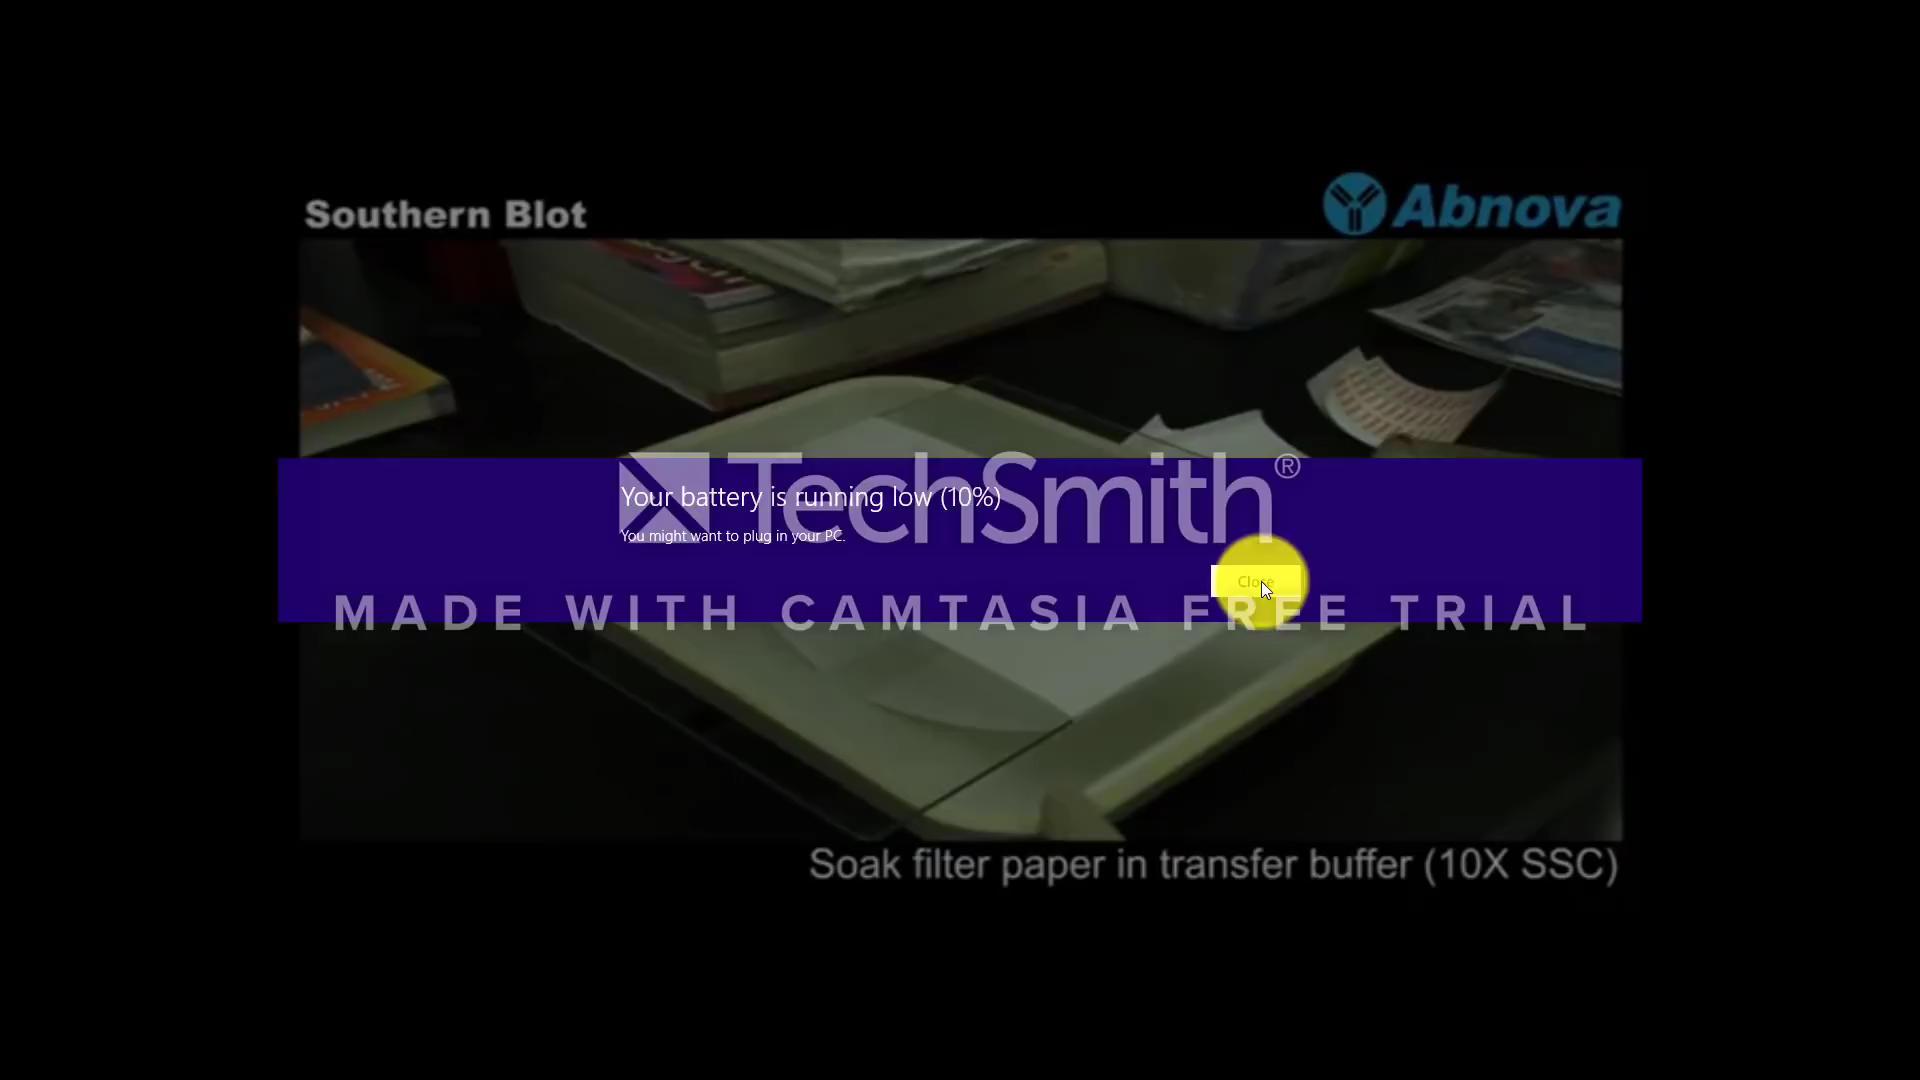 Southern Blot
Abnova
TechSmith®
Your battery is running low (10%)
You might want to plug in your PC.
Close
MADE WITH CAMTASIA FREE TRIAL
Soak filter paper in transfer buffer (10X SSC)